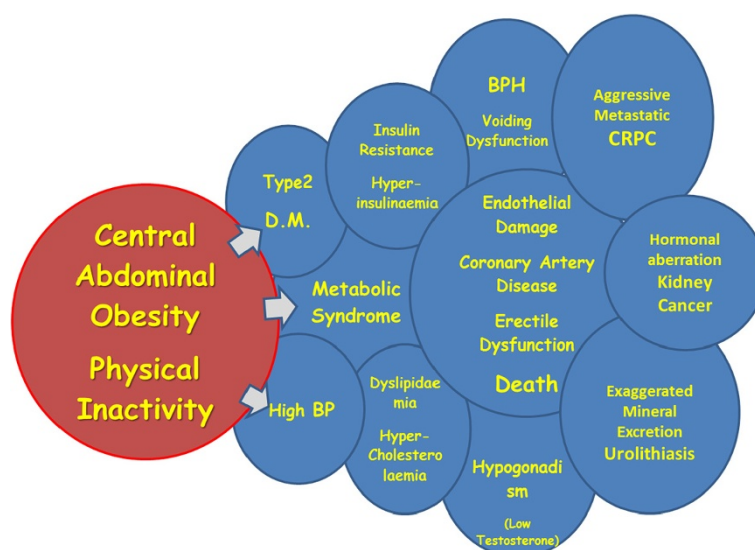 Central
Abdominal
Obesity
Physical
Inactivity
Type2
D.M.
Metabolic
Syndrome
High BP
Insulin
Resistance
Hyper-
insulinaemia
Dyslipidae
mia
Hyper-
Cholesterol
laemia
BPH
Voiding
Dysfunction
Endothelial
Damage
Coronary Artery
Disease
Erectile
Dysfunction
Death
Hypogonadi
sm
(Low
Testosterone)
Aggressive
Metastatic
CRPC
Hormonal
aberration
Kidney
Cancer
Exaggerated
Mineral
Excretion
Urolithiasis